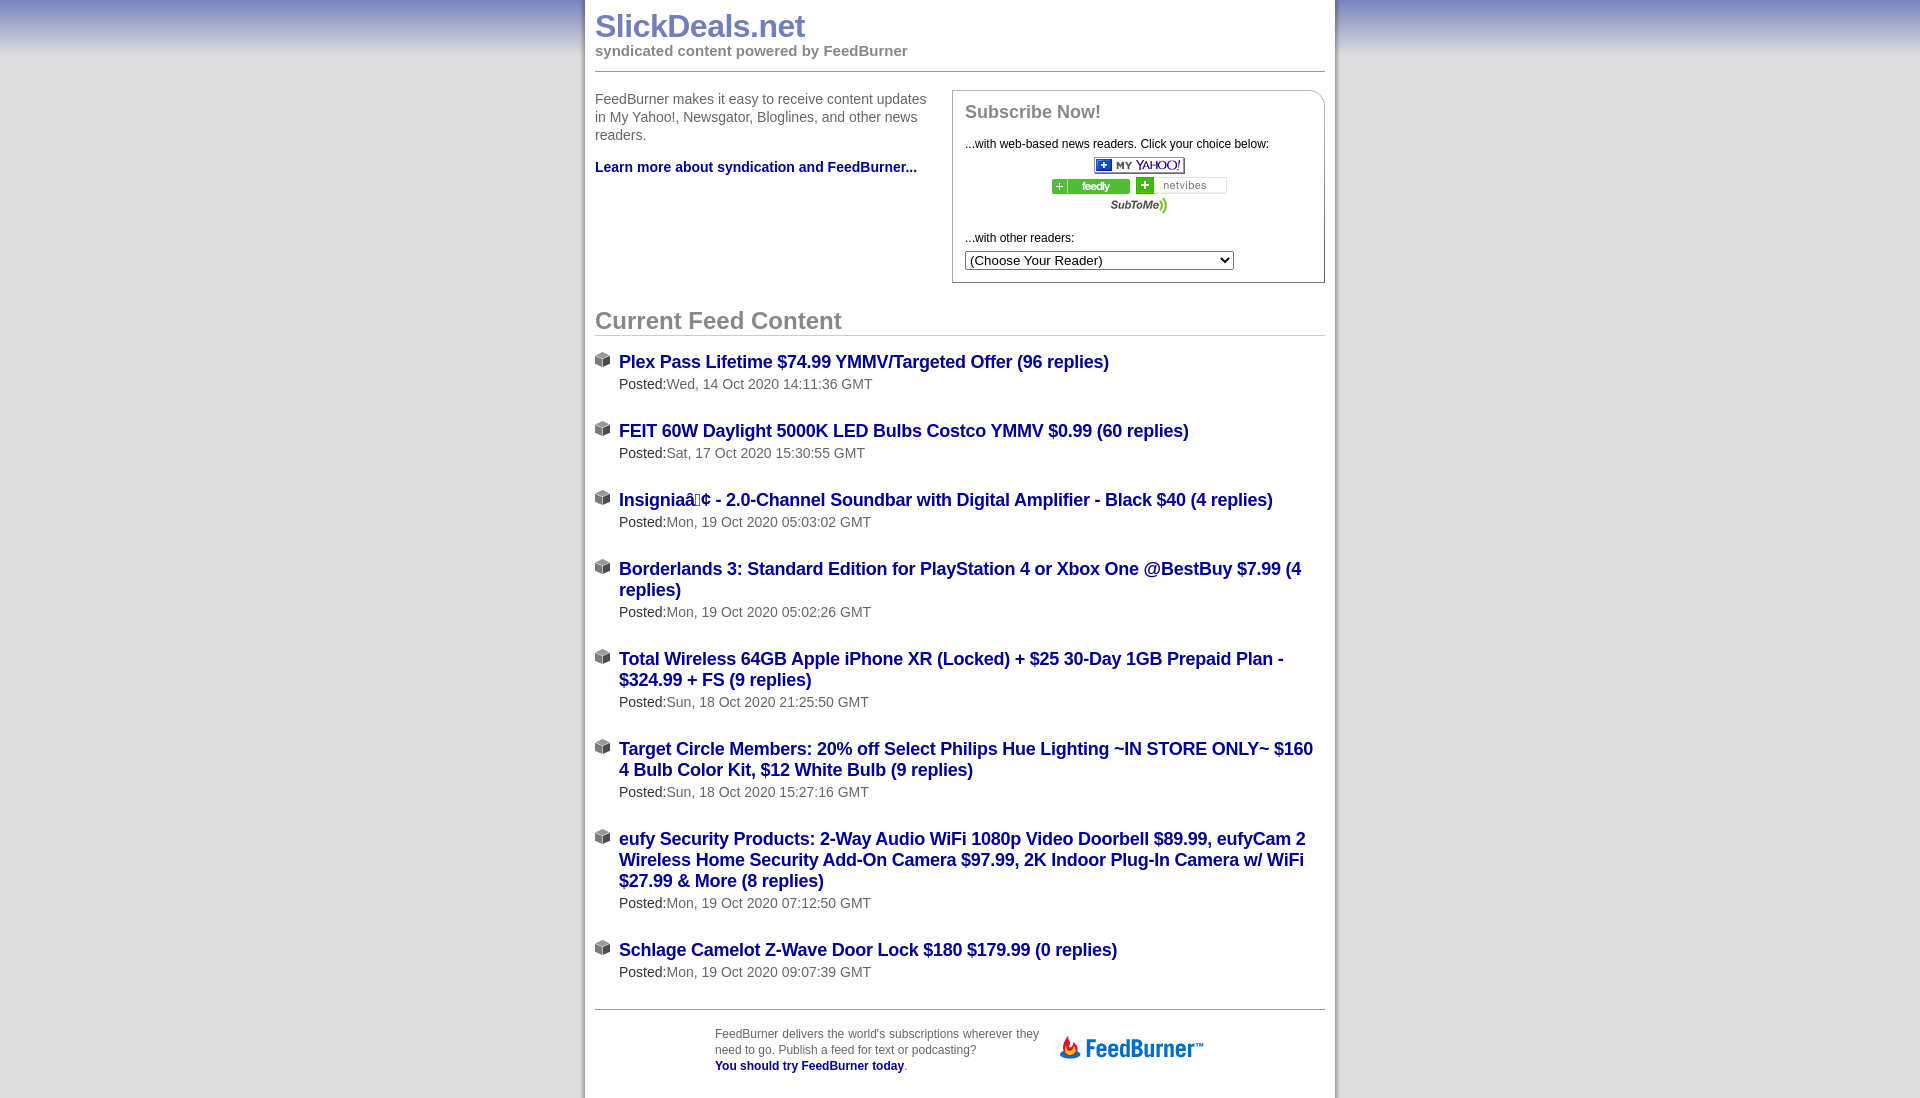 SlickDeals.net
syndicated content powered by FeedBurner
FeedBurner makes it easy to receive content updates
in My Yahoo!, Newsgator, Bloglines, and other news
readers.
Learn more about syndication and FeedBurner...
Subscribe Now!
...with web-based news readers. Click your choice below:
MY YAHOO!
feedly
netvibes
SubToMe
...with other readers:
(Choose Your Reader)
Current Feed Content
Plex Pass Lifetime $74.99 YMMV/Targeted Offer (96 replies)
Posted:Wed, 14 Oct 2020 14:11:36 GMT
FEIT 60W Daylight 5000K LED Bulbs Costco YMMV $0.99 (60 replies)
Posted:Sat, 17 Oct 2020 15:30:55 GMT
Insigniaâ¢ - 2.0-Channel Soundbar with Digital Amplifier - Black $40 (4 replies)
Posted:Mon, 19 Oct 2020 05:03:02 GMT
Borderlands 3: Standard Edition for PlayStation 4 or Xbox One @BestBuy $7.99 (4
replies)
Posted:Mon, 19 Oct 2020 05:02:26 GMT
Total Wireless 64GB Apple iPhone XR (Locked) + $25 30-Day 1GB Prepaid Plan -
$324.99 + FS (9 replies)
Posted:Sun, 18 Oct 2020 21:25:50 GMT
Target Circle Members: 20% off Select Philips Hue Lighting ~IN STORE ONLY~ $160
4 Bulb Color Kit, $12 White Bulb (9 replies)
Posted:Sun, 18 Oct 2020 15:27:16 GMT
eufy Security Products: 2-Way Audio WiFi 1080p Video Doorbell $89.99, eufyCam 2
Wireless Home Security Add-On Camera $97.99, 2K Indoor Plug-In Camera w/ WiFi
$27.99 & More (8 replies)
Posted:Mon, 19 Oct 2020 07:12:50 GMT
Schlage Camelot Z-Wave Door Lock $180 $179.99 (0 replies)
Posted:Mon, 19 Oct 2020 09:07:39 GMT
FeedBurner delivers the world's subscriptions wherever they
need to go. Publish a feed for text or podcasting?
You should try FeedBurner today.
FeedBurner™